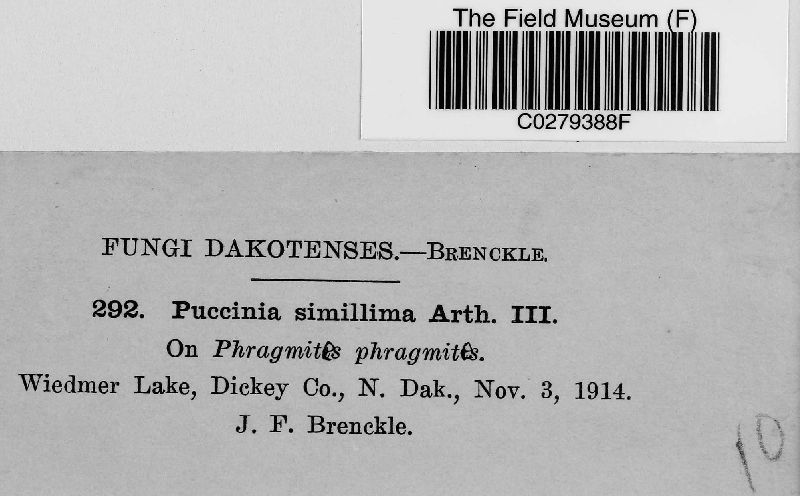 The Field Museum (F)
C0279388F
FUNGI DAKOTENSES.—BRENCKLE.
292. Puccinia simillima Arth. III.
On Phragmites phragmites.
Wiedmer Lake, Dickey Co., N. Dak., Nov. 3, 1914.
J. F. Brenckle.
10